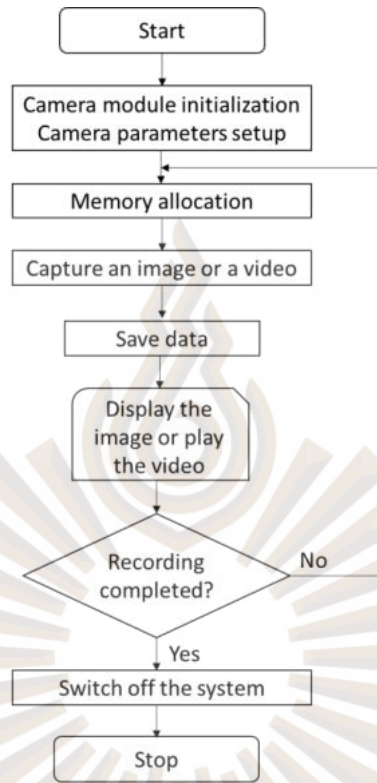 Start
Camera module initialization
Camera parameters setup
Memory allocation
Capture an image or a video
Save data
Display the
image or play
the video
Recording
completed?
No
Yes
Switch off the system
Stop